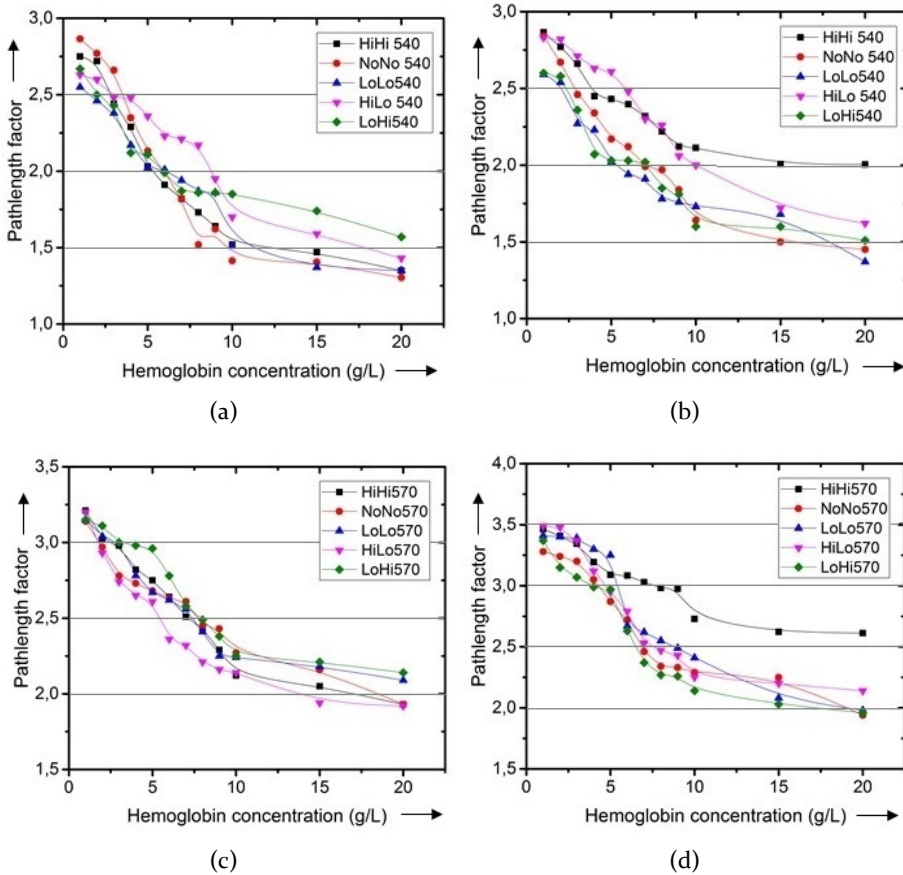 3,0
2,5
2,0
1,5
1,0
Pathlength factor
HiHi 540
NoNo 540
LoLo540
HiLo 540
LoHi540
0 5 10 15 20
Hemoglobin concentration (g/L)
(a)
3,0
2,5
2,0
1,5
1,0
Pathlength factor
HiHi 540
NoNo 540
LoLo 540
HiLo 540
LoHi540
0 5 10 15 20
Hemoglobin concentration (g/L)
(b)
3,5
3,0
2,5
2,0
1,5
Pathlength factor
HiHi570
NoNo570
LoLo570
HiLo570
LoHi570
0 5 10 15 20
Hemoglobin concentration (g/L)
(c)
4,0
3,5
3,0
2,5
2,0
1,5
Pathlength factor
HiHi570
NoNo570
LoLo570
HiLo570
LoHi570
0 5 10 15 20
Hemoglobin concentration (g/L)
(d)